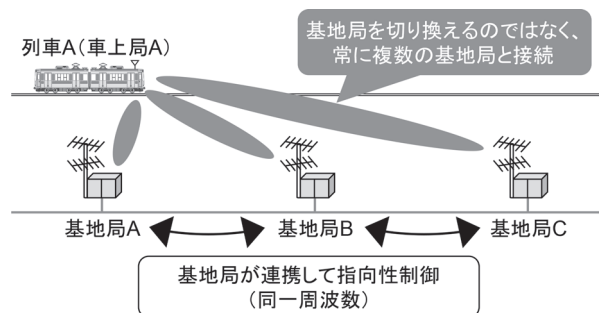 基地局を切り換えるのではなく、
常に複数の基地局と接続
列車A（車上局A）
基地局A
基地局B
基地局C
基地局が連携して指向性制御
（同一周波数）